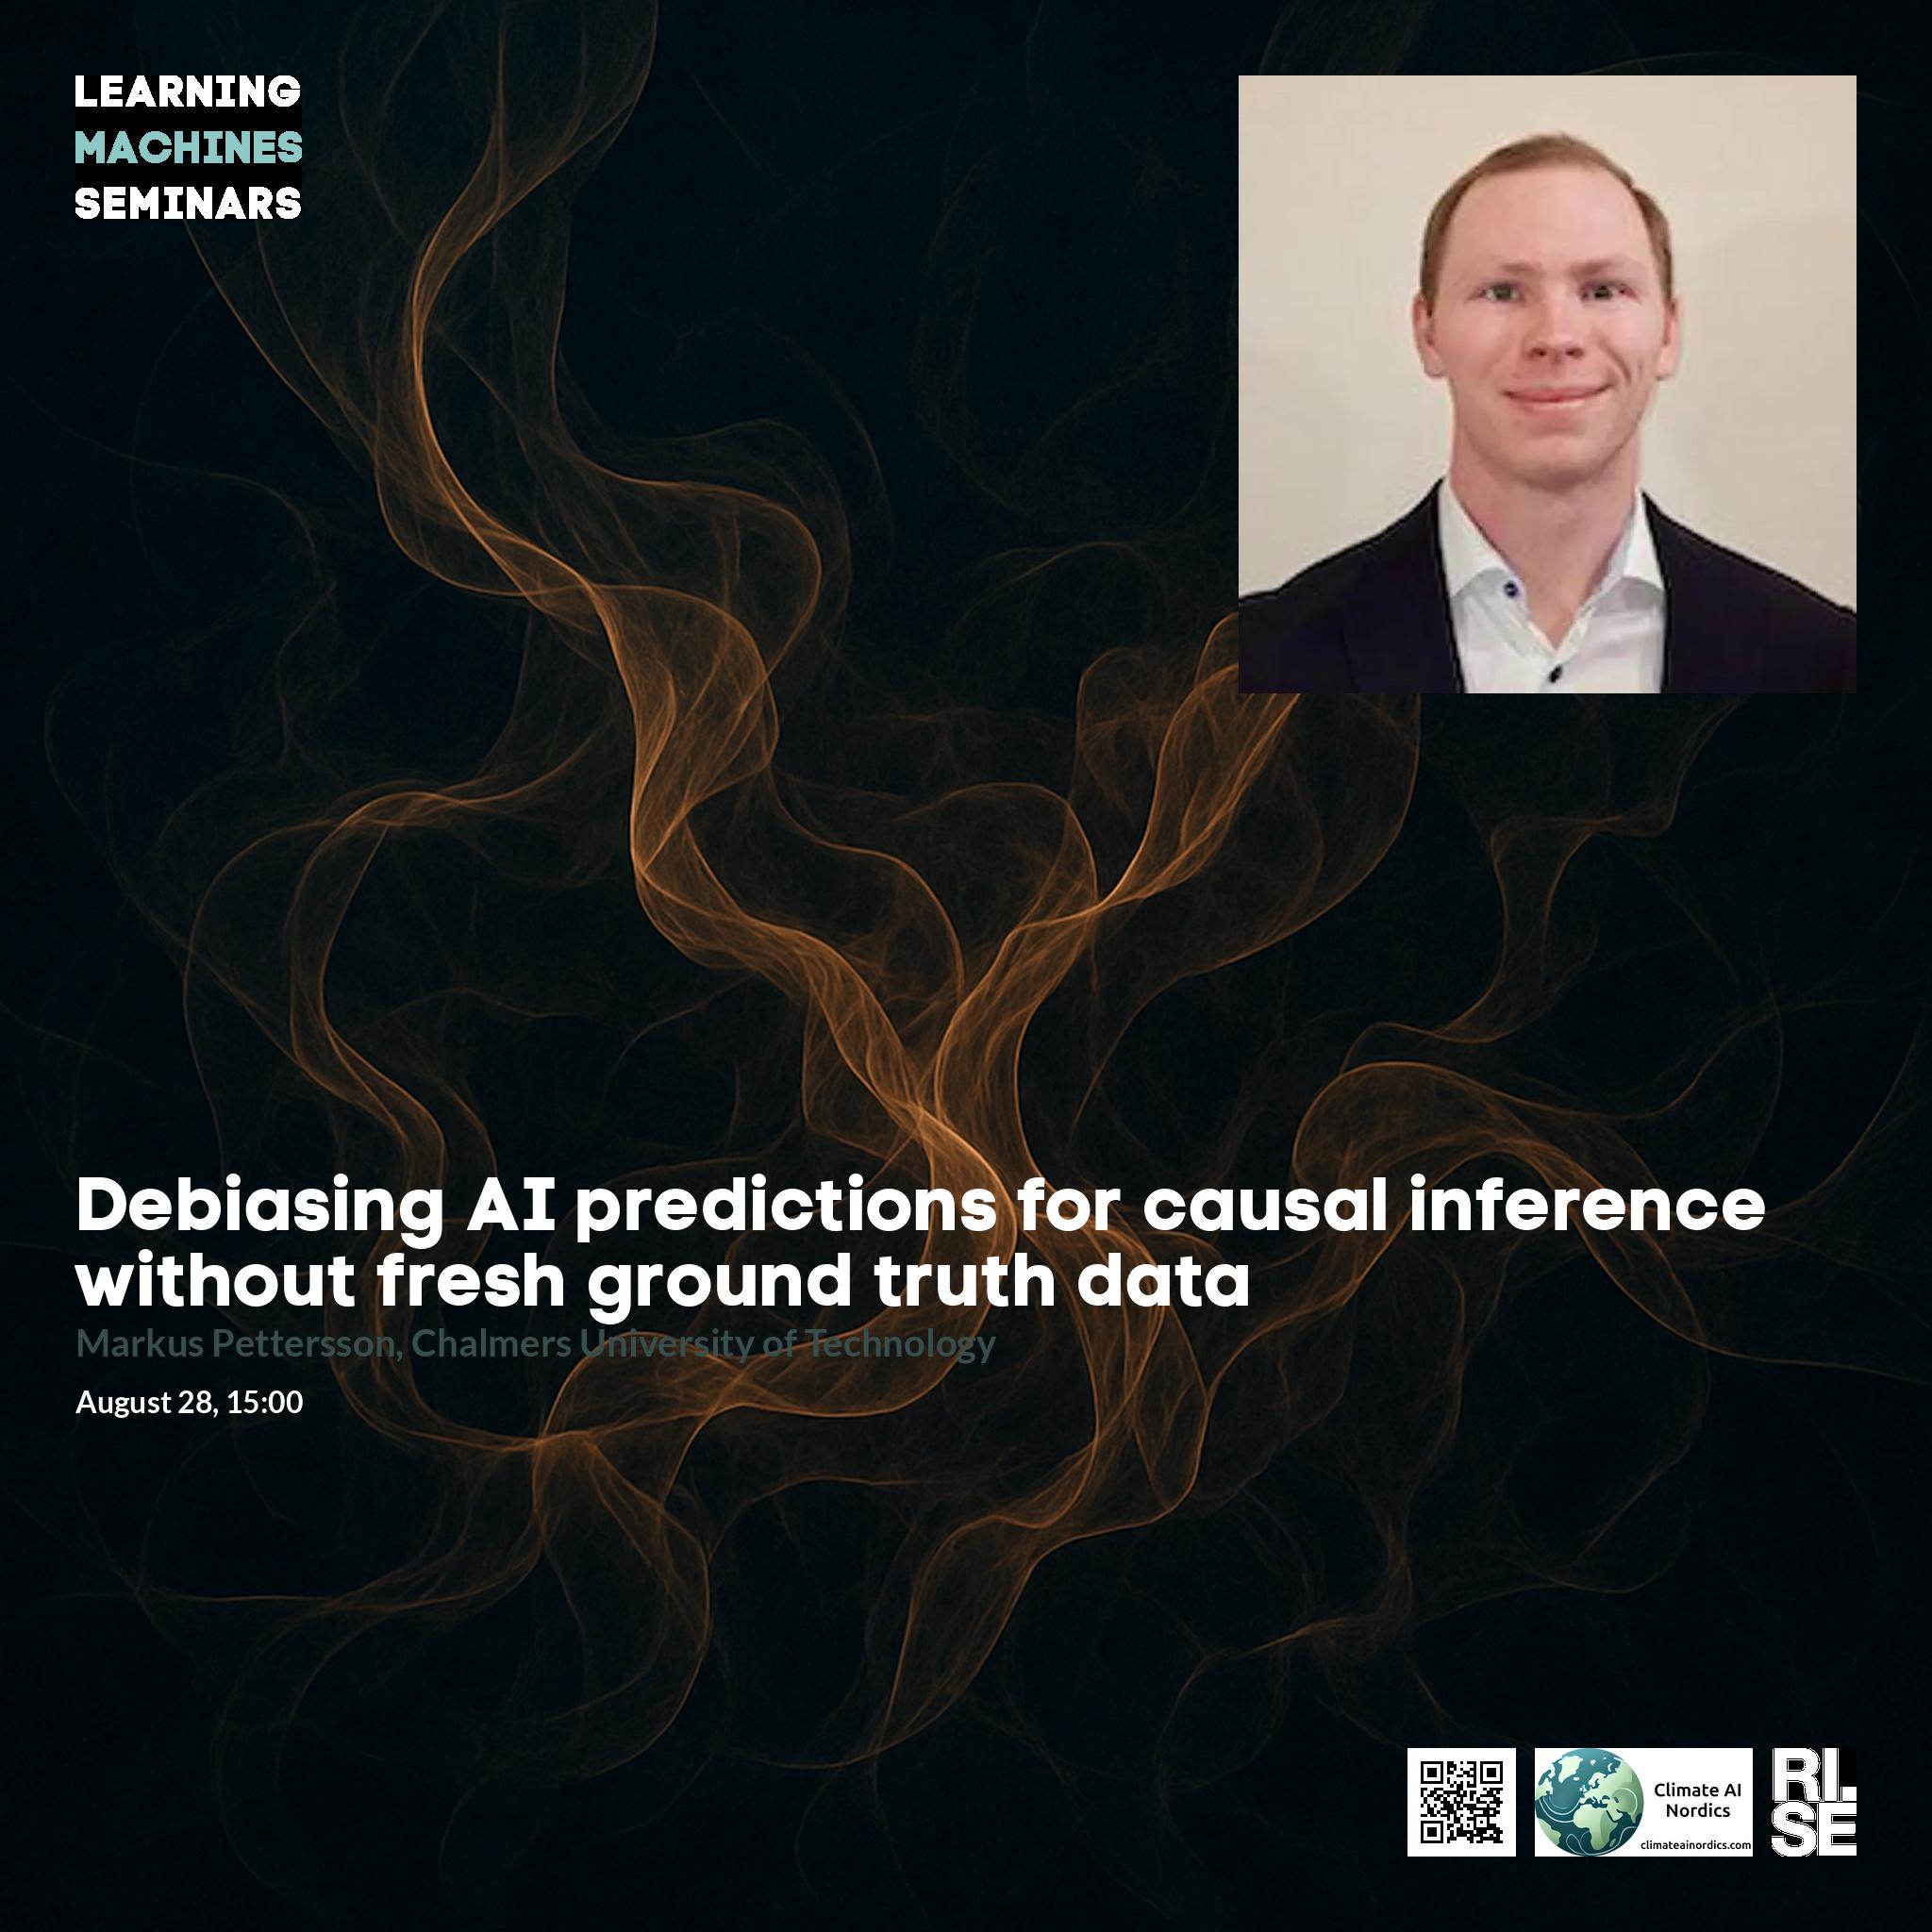 LEARNING
MACHINES
SEMINARS
Debiasing AI predictions for causal inference
without fresh ground truth data
Markus Pettersson, Chalmers University of Technology
August 28, 15:00
Climate AI
Nordics
climateainordics.com
RI.
SE